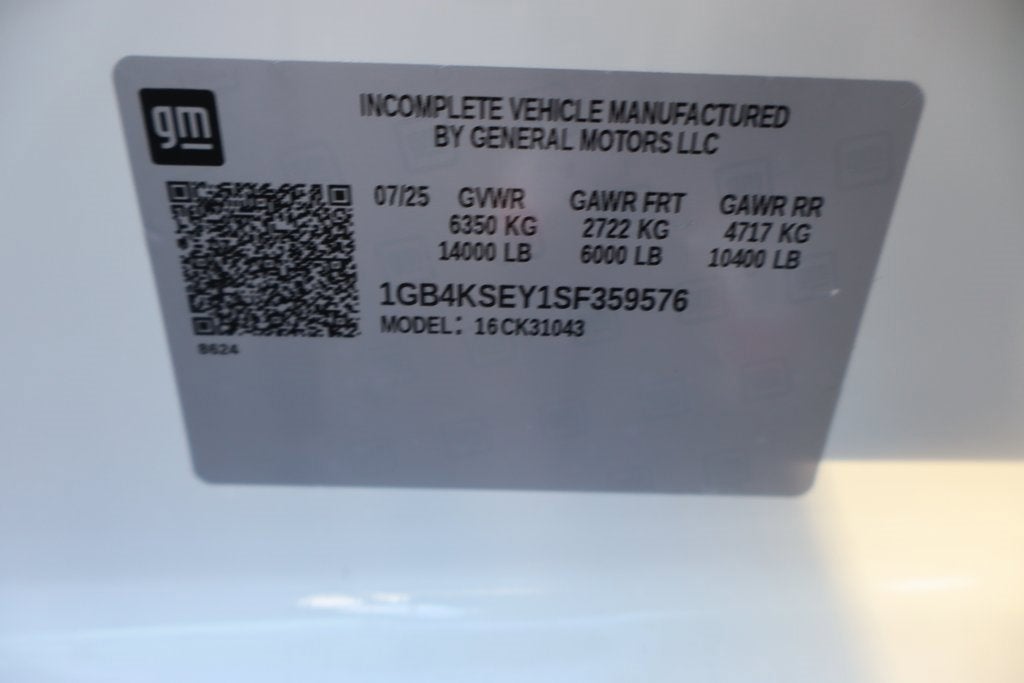 gm
INCOMPLETE VEHICLE MANUFACTURED
BY GENERAL MOTORS LLC
07/25 GVWR GAWR FRT GAWR RR
6350 KG 2722 KG 4717 KG
14000 LB 6000 LB 10400 LB
1GB4KSEY1SF359576
MODEL: 16CK31043
8624